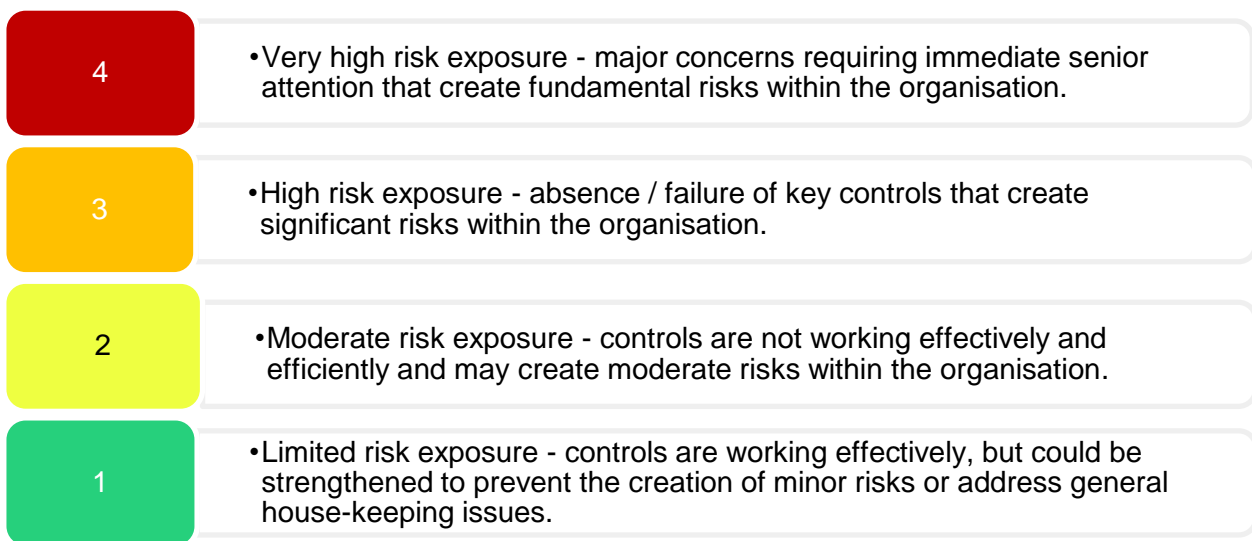 4
•Very high risk exposure - major concerns requiring immediate senior
attention that create fundamental risks within the organisation.
3
•High risk exposure - absence / failure of key controls that create
significant risks within the organisation.
2
•Moderate risk exposure - controls are not working effectively and
efficiently and may create moderate risks within the organisation.
1
•Limited risk exposure - controls are working effectively, but could be
strengthened to prevent the creation of minor risks or address general
house-keeping issues.